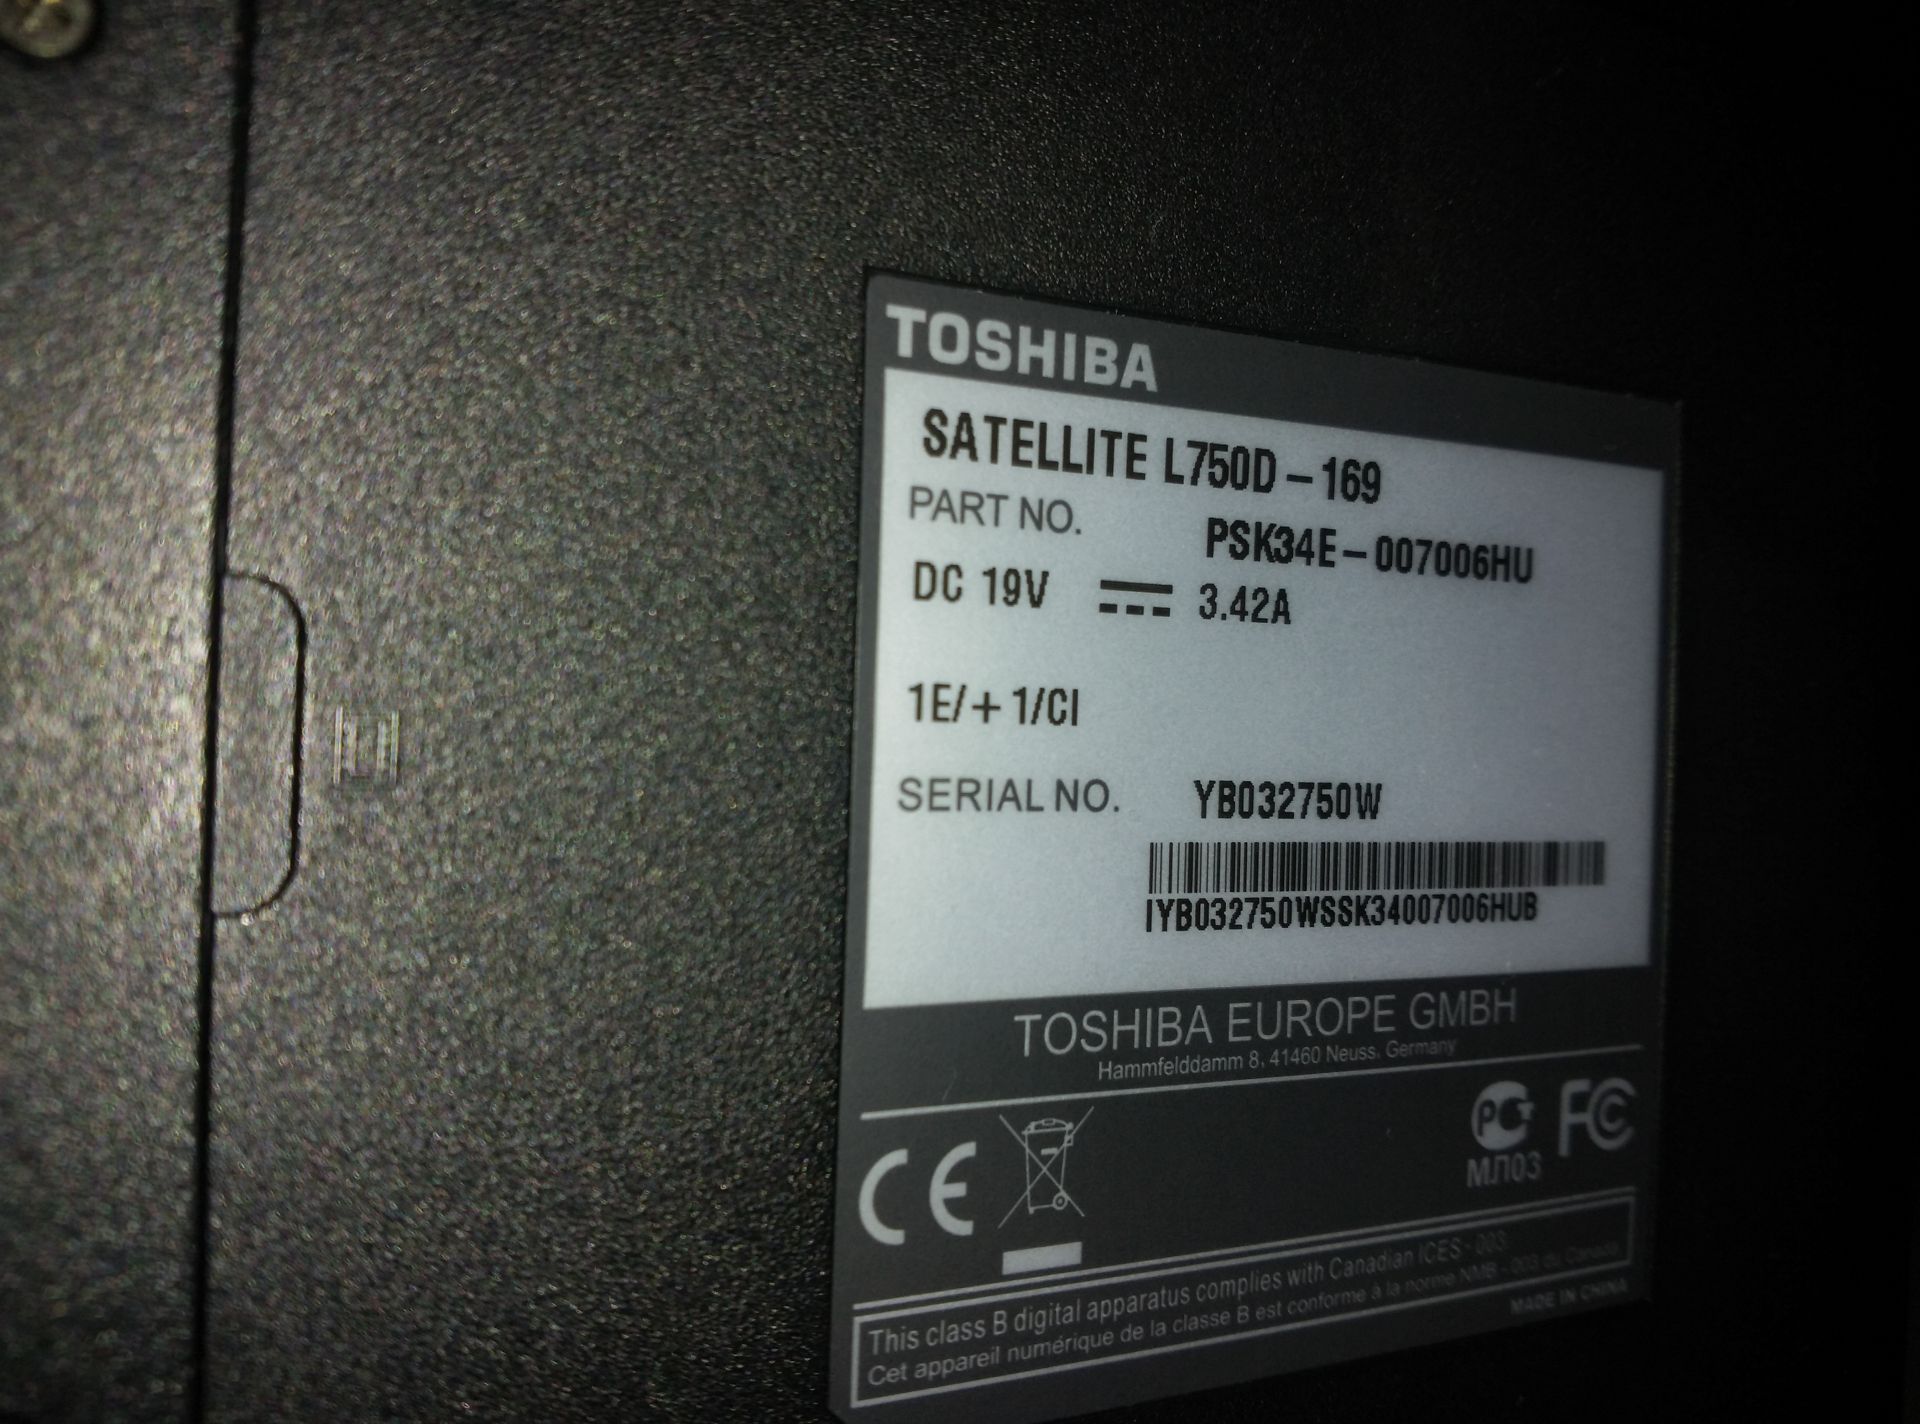 TOSHIBA
SATELLITE L750D-169
PART NO. PSK34E-007006HU
DC 19V 3.42A
1E/+1/CI
SERIAL NO. YB032750W
IYB032750WSSK34007006HUB
TOSHIBA EUROPE GMBH
Hammfelddamm 8, 41460 Neuss, Germany
CE
PCT
FC
МЛ03
This class B digital apparatus complies with Canadian ICES-003
Cet appareil numérique de la classe B est conforme à la norme NMB-003 du Canada
MADE IN CHINA